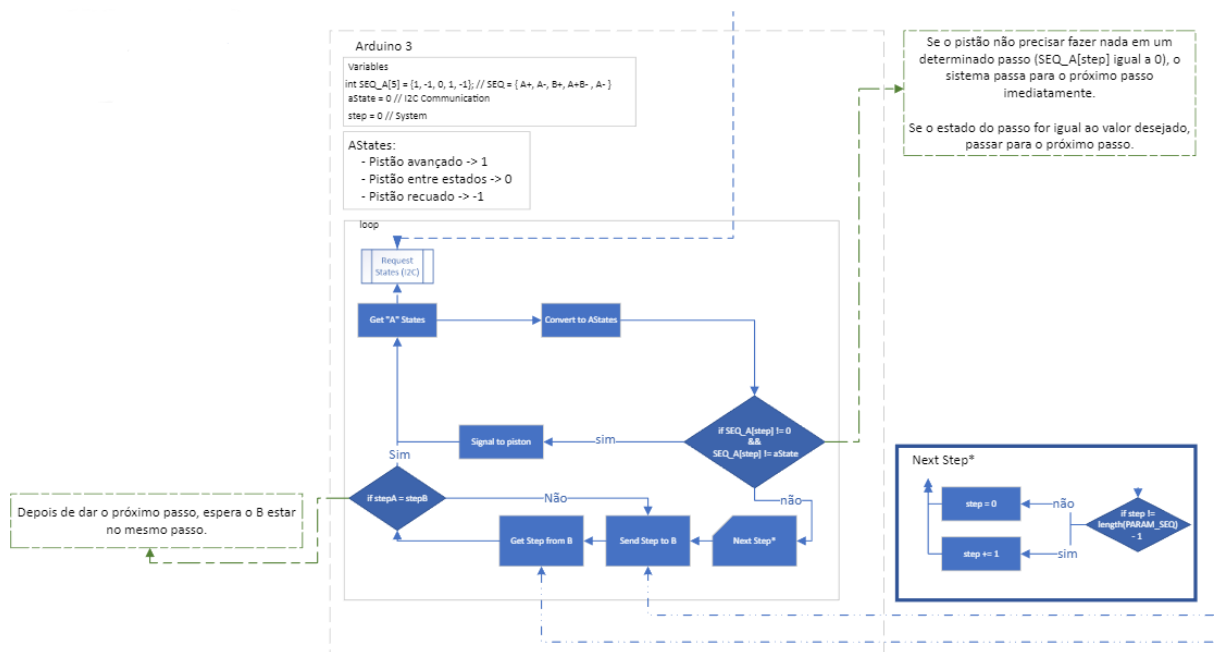 Arduino 3
Variables
int SEQ_A[5] = {1, -1, 0, 1, -1}; // SEQ = { A+, A-, B+, A+B- , A- }
aState = 0 // I2C Communication
step = 0 // System
AStates:
- Pistão avançado -> 1
- Pistão entre estados -> 0
- Pistão recuado -> -1
Se o pistão não precisar fazer nada em um
determinado passo (SEQ_A[step] igual a 0), o
sistema passa para o próximo passo
imediatamente.
Se o estado do passo for igual ao valor desejado,
passar para o próximo passo.
loop
Request
States (I2C)
Get "A" States
Convert to AStates
if SEQ_A[step] != 0
&&
SEQ_A[step] != aState
sim
Signal to piston
Sim
não
if stepA = stepB
Não
Get Step from B
Send Step to B
Next Step*
Depois de dar o próximo passo, espera o B estar
no mesmo passo.
Next Step*
step = 0
não
if step !=
length(PARAM_SEQ)
- 1
step += 1
sim